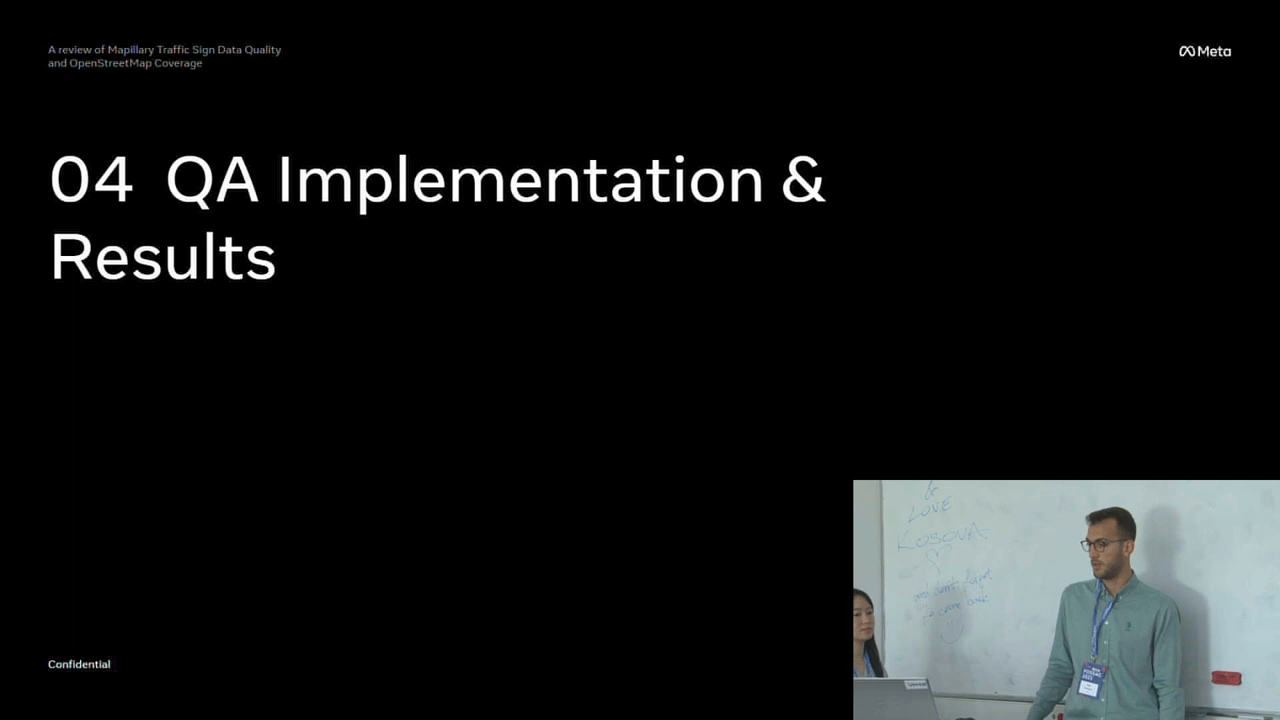 A review of Mapillary Traffic Sign Data Quality
and OpenStreetMap Coverage
Meta
04 QA Implementation &
Results
Confidential
&
LOVE
KOSOVA